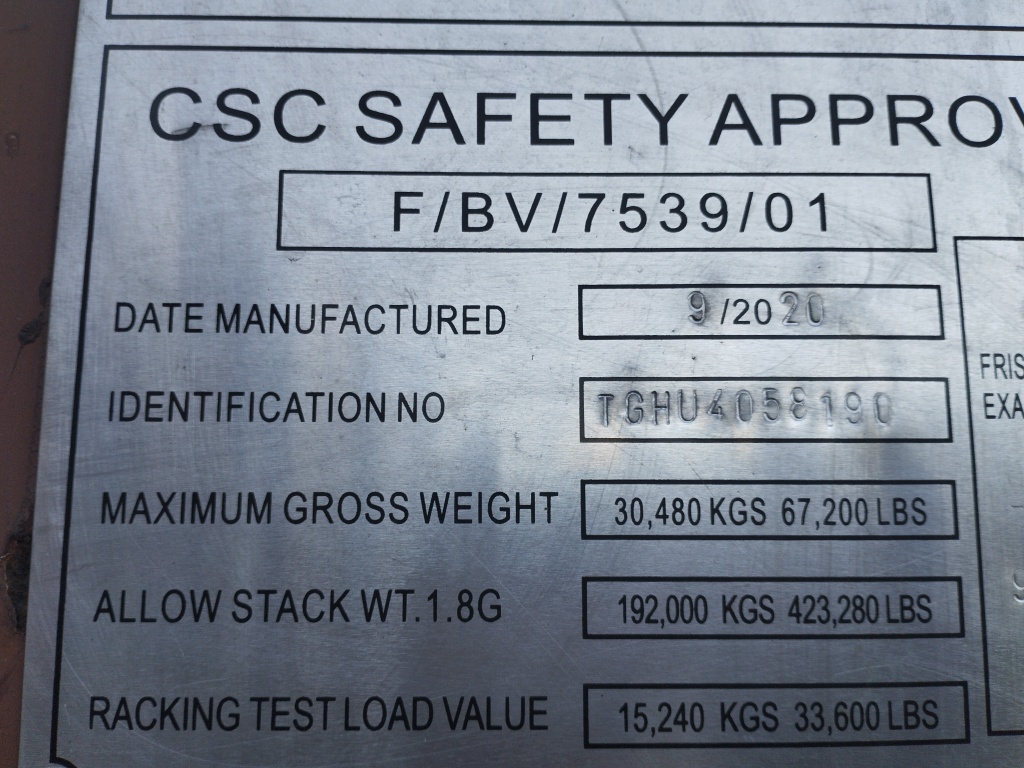 CSC SAFETY APPROV
F/BV/7539/01
DATE MANUFACTURED 9/2020
IDENTIFICATION NO TGHU4058190
FRIS
EXA
MAXIMUM GROSS WEIGHT 30,480 KGS 67,200 LBS
ALLOW STACK WT.1.8G 192,000 KGS 423,280 LBS
RACKING TEST LOAD VALUE 15,240 KGS 33,600 LBS